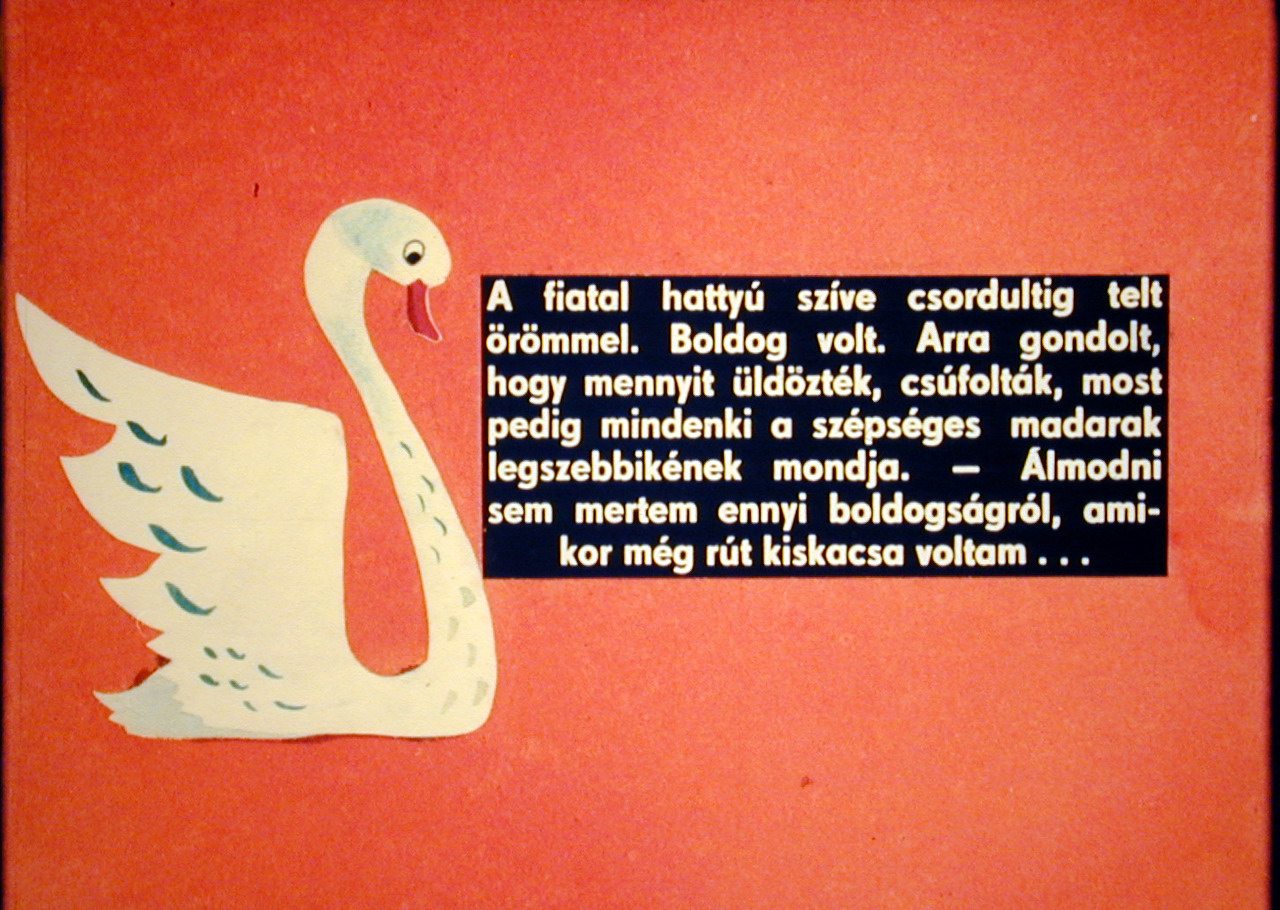 A fiatal hattyú szíve csordultig telt
örömmel. Boldog volt. Arra gondolt,
hogy mennyit üldözték, csúfolták, most
pedig mindenki a szépséges madarak
legszebbikének mondja. — Álmodni
sem mertem ennyi boldogságról, ami-
kor még rút kiskacsa voltam . . .